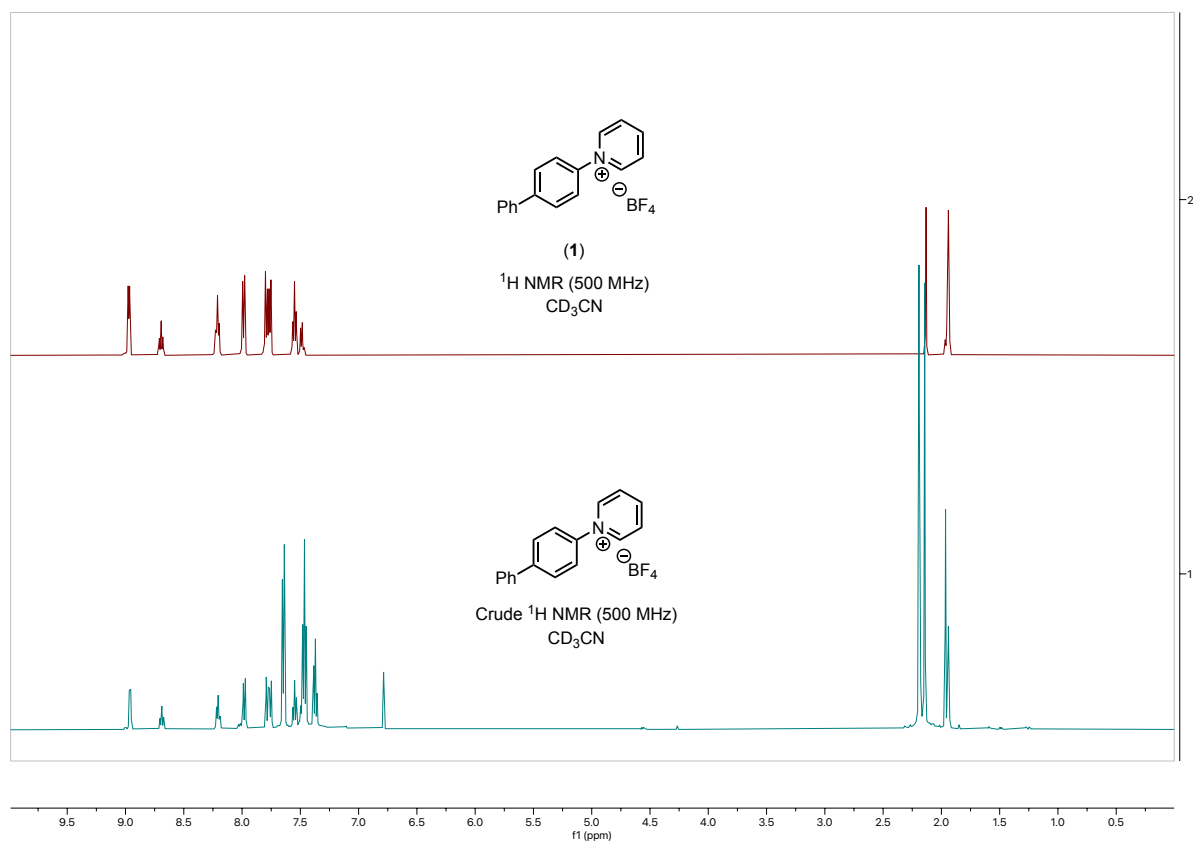 N
⊕
⊖
BF₄
Ph
(1)
¹H NMR (500 MHz)
CD₃CN
2
N
⊕
⊖
BF₄
Ph
Crude ¹H NMR (500 MHz)
CD₃CN
1
9.5 9.0 8.5 8.0 7.5 7.0 6.5 6.0 5.5 5.0 4.5 4.0 3.5 3.0 2.5 2.0 1.5 1.0 0.5
f1 (ppm)